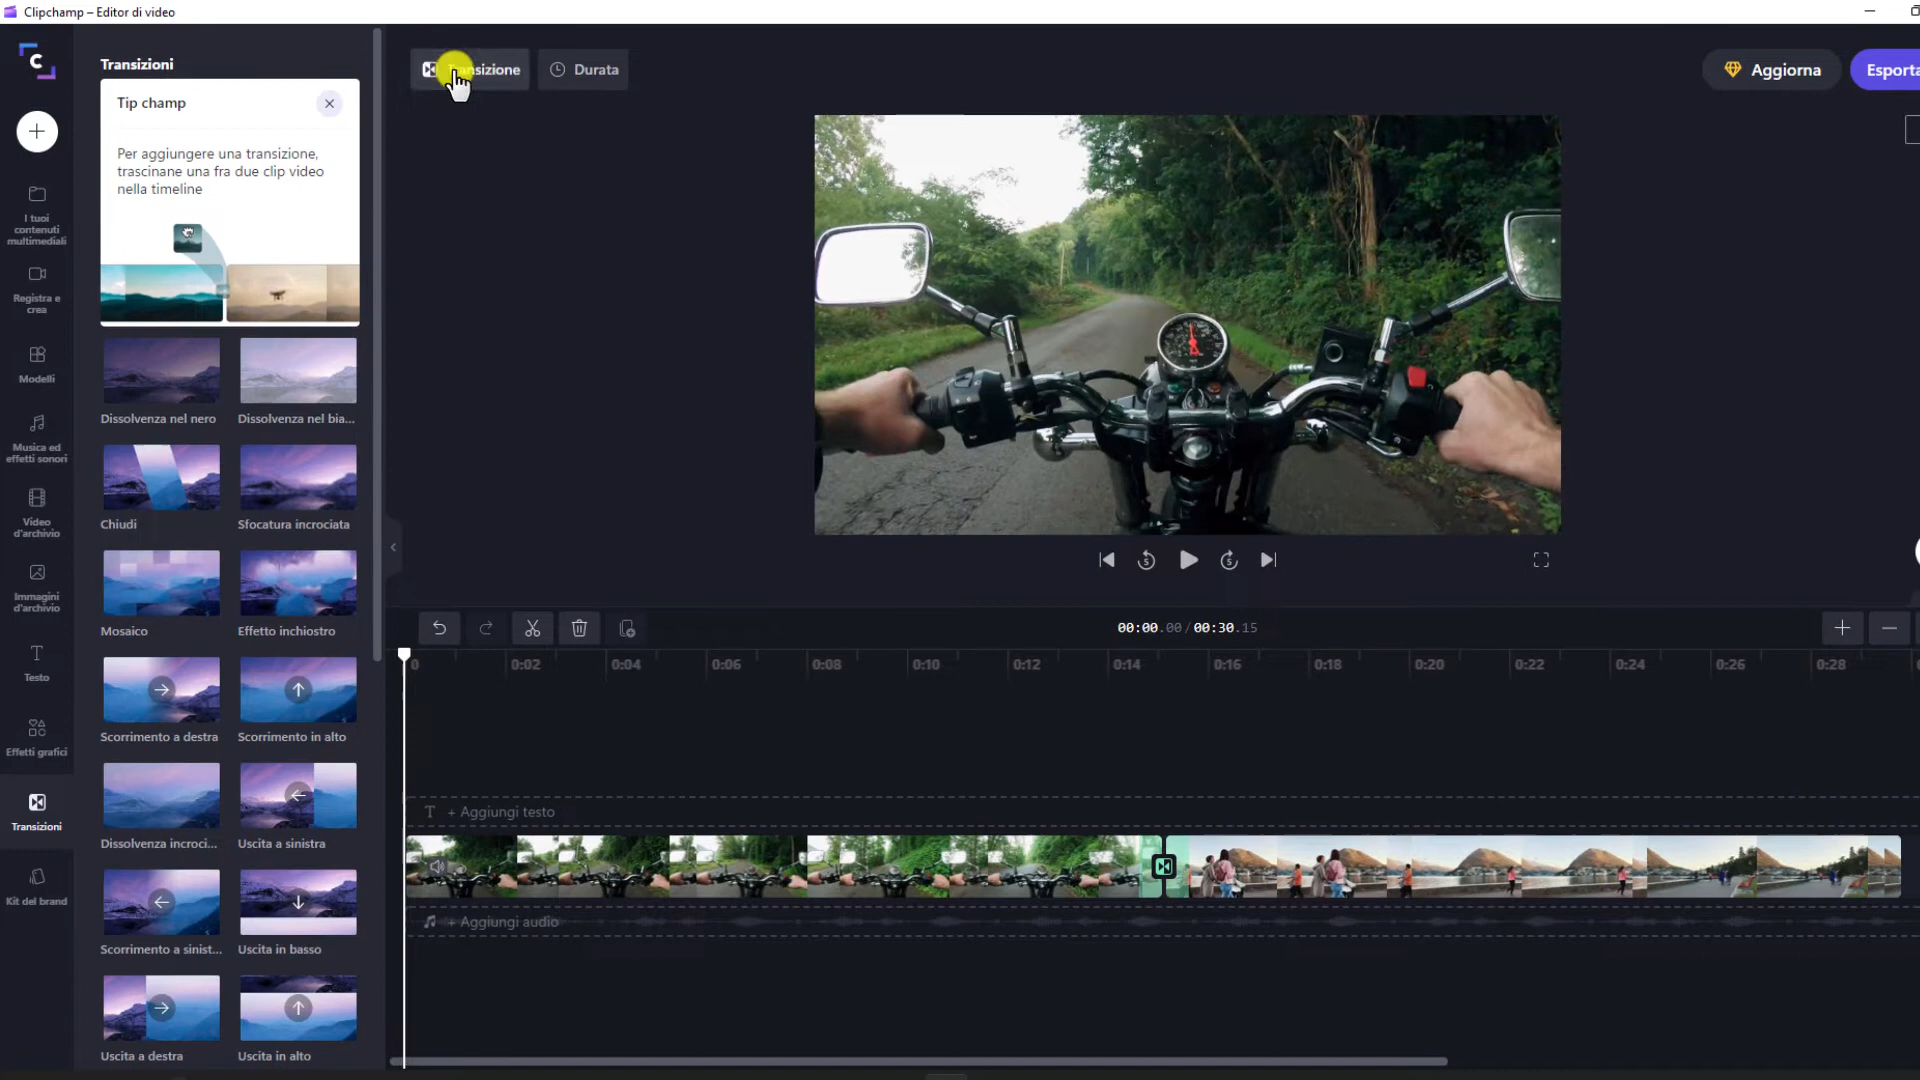 Clipchamp – Editor di video
C
I tuoi
contenuti
multimediali
Registra e
crea
Modelli
Musica ed
effetti sonori
Video
d'archivio
Immagini
d'archivio
Testo
Effetti grafici
Transizioni
Kit del brand
Transizioni
Tip champ
Per aggiungere una transizione,
trascinane una fra due clip video
nella timeline
Dissolvenza nel nero
Dissolvenza nel bia...
Chiudi
Sfocatura incrociata
Mosaico
Effetto inchiostro
Scorrimento a destra
Scorrimento in alto
Dissolvenza incroci...
Uscita a sinistra
Scorrimento a sinist...
Uscita in basso
Uscita a destra
Uscita in alto
nsizione
Durata
Aggiorna
Esporta
5
5
00:00.00 / 00:30.15
0 0:02 0:04 0:06 0:08 0:10 0:12 0:14 0:16 0:18 0:20 0:22 0:24 0:26 0:28
T + Aggiungi testo
+ Aggiungi audio